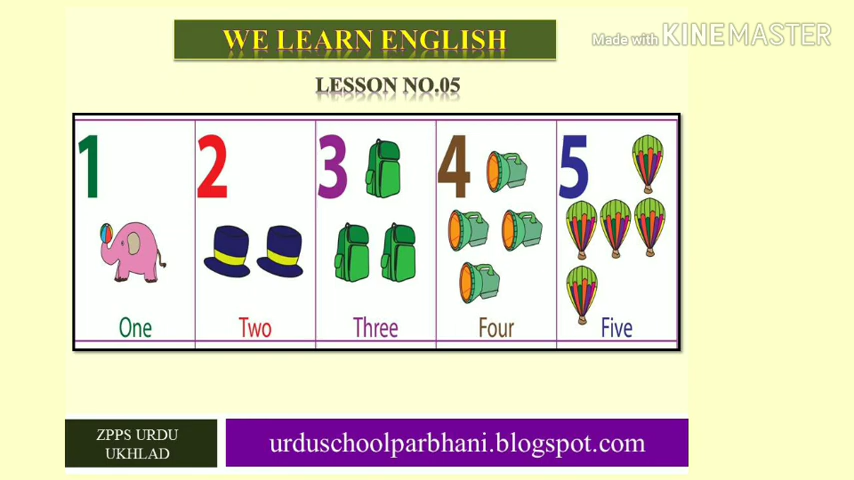 WE LEARN ENGLISH
Made with KINEMASTER
LESSON NO.05
1 2 3 4 5
One Two Three Four Five
ZPPS URDU
UKHLAD
urduschoolparbhani.blogspot.com